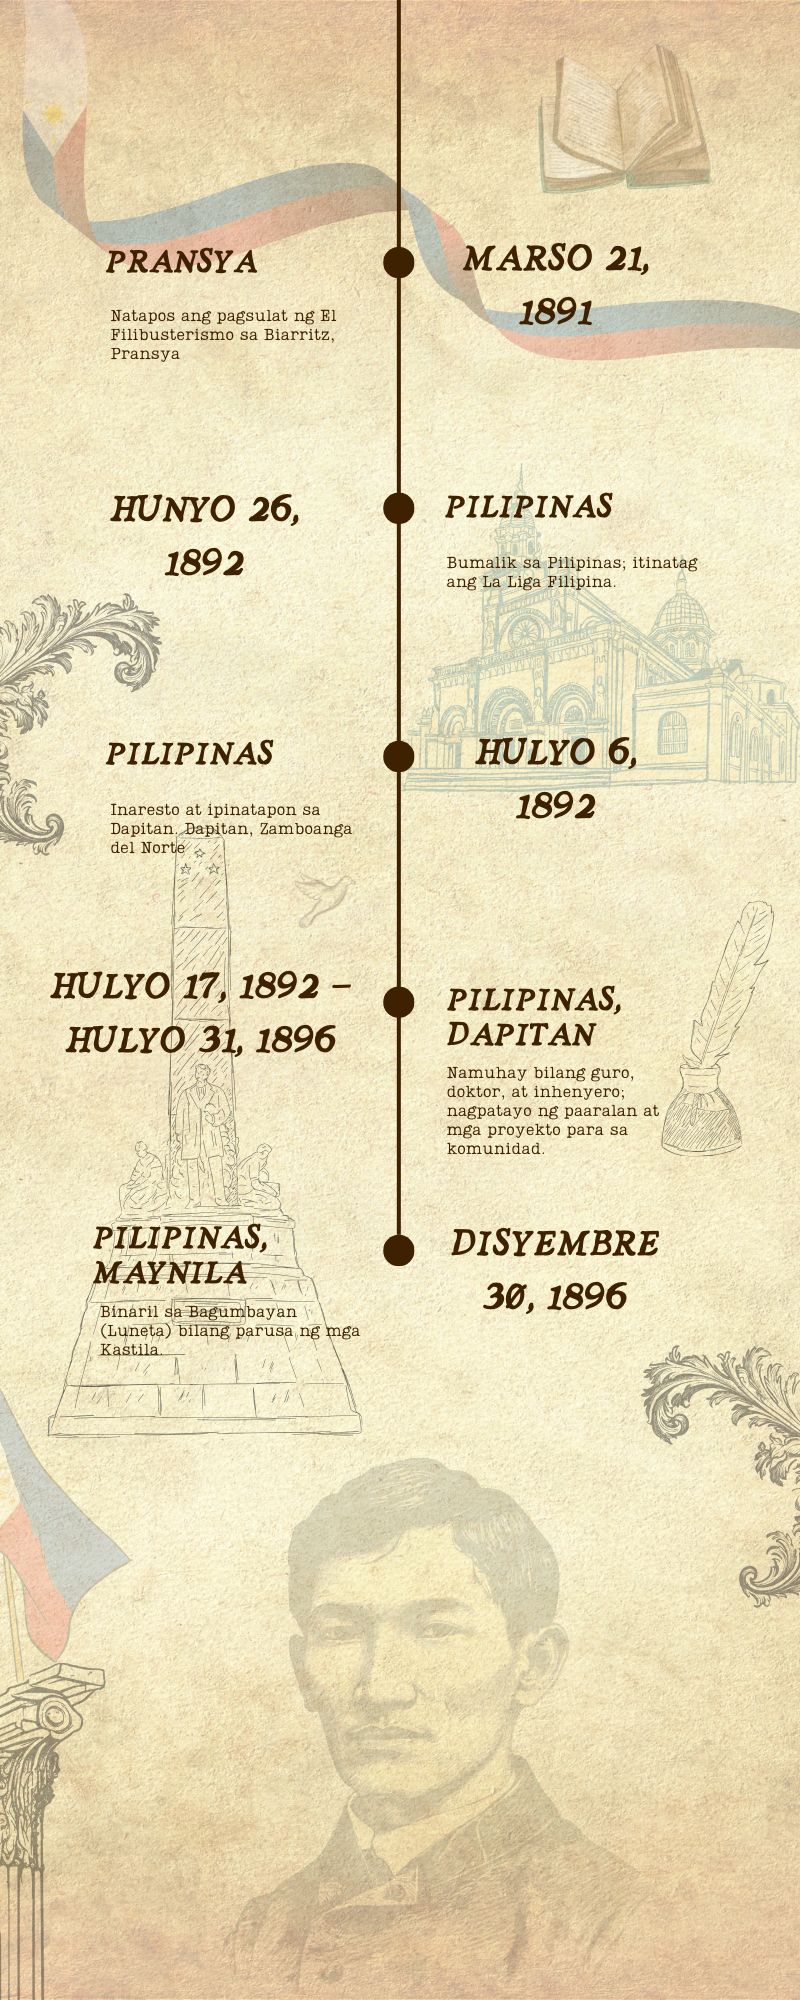 PRANSYA
Natapos ang pagsulat ng El
Filibusterismo sa Biarritz,
Pransya
MARSO 21,
1891
HUNYO 26,
1892
PILIPINAS
Bumalik sa Pilipinas; itinatag
ang La Liga Filipina.
PILIPINAS
Inaresto at ipinatapon sa
Dapitan. Dapitan, Zamboanga
del Norte
HULYO 6,
1892
HULYO 17, 1892 –
HULYO 31, 1896
PILIPINAS,
DAPITAN
Namuhay bilang guro,
doktor, at inhenyero;
nagpatayo ng paaralan at
mga proyekto para sa
komunidad.
PILIPINAS,
MAYNILA
Binaril sa Bagumbayan
(Luneta) bilang parusa ng mga
Kastila.
DISYEMBRE
30, 1896